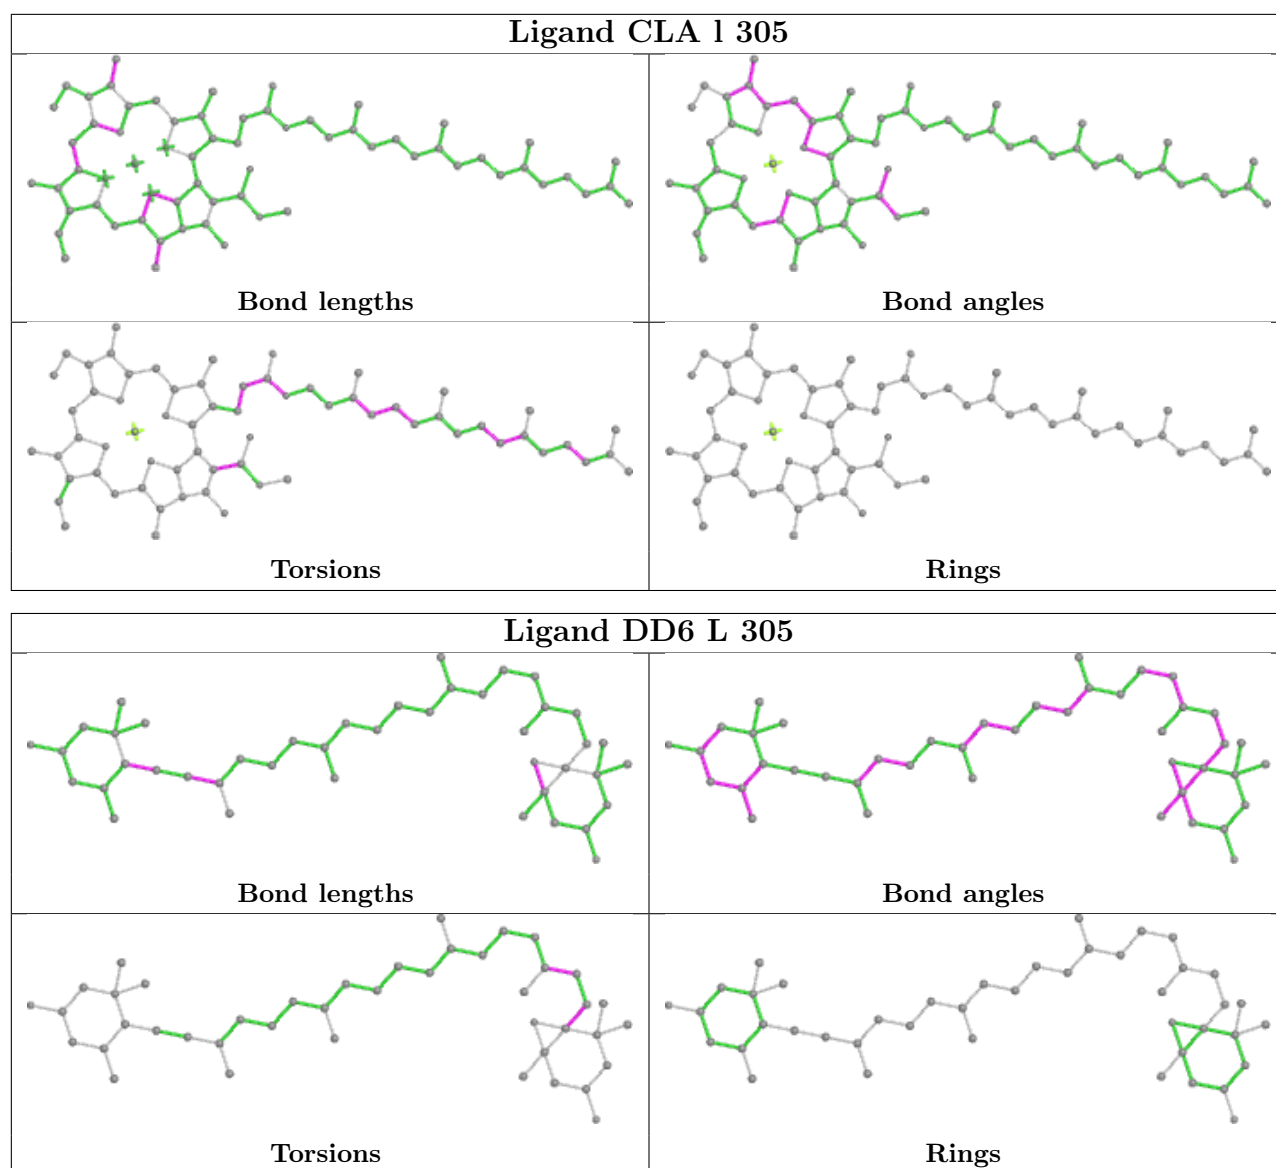 Ligand CLA l 305
Bond lengths
Bond angles
Torsions
Rings
Ligand DD6 L 305
Bond lengths
Bond angles
Torsions
Rings